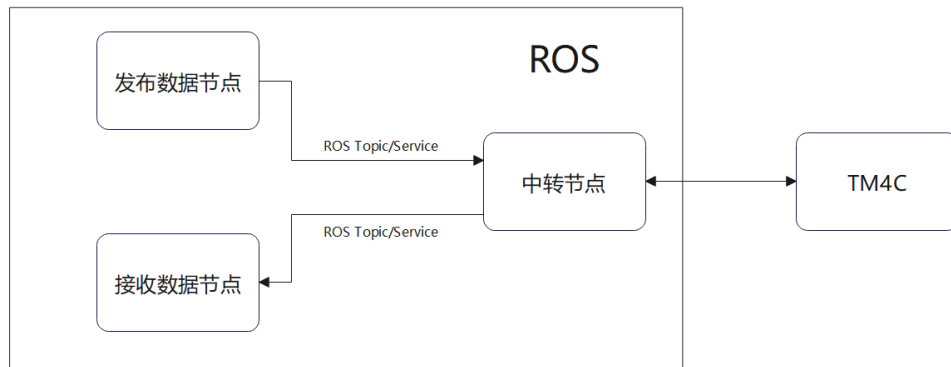 ROS
发布数据节点
ROS Topic/Service
中转节点
TM4C
ROS Topic/Service
接收数据节点